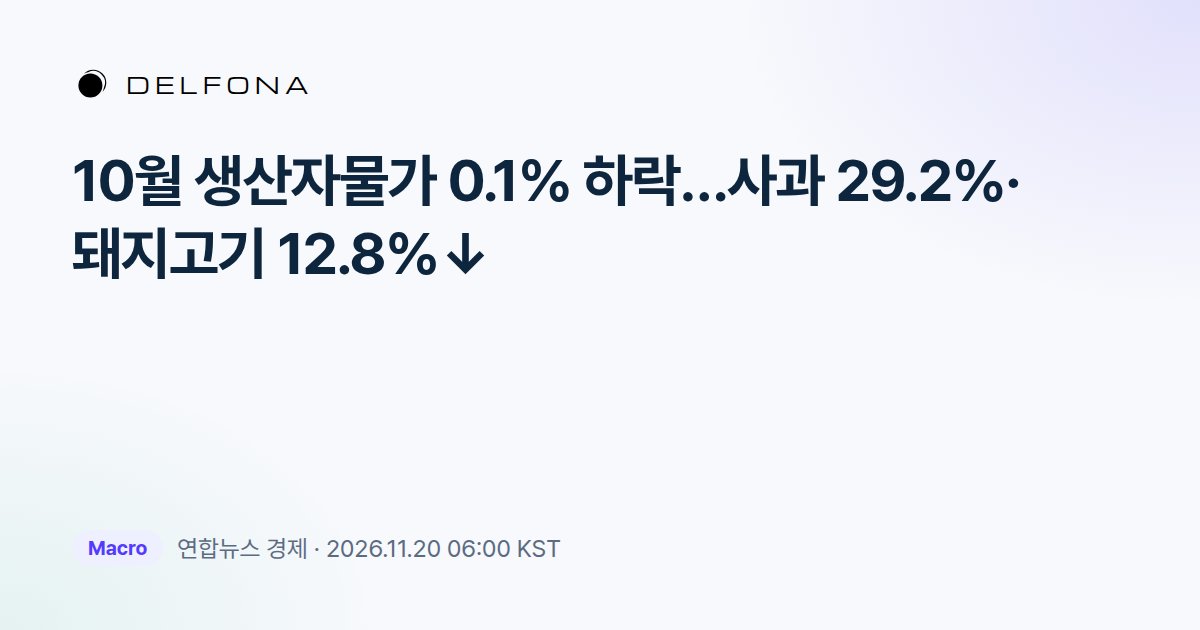 DELFONA
10월 생산자물가 0.1% 하락…사과 29.2%·
돼지고기 12.8%↓
Macro 연합뉴스 경제 · 2026.11.20 06:00 KST